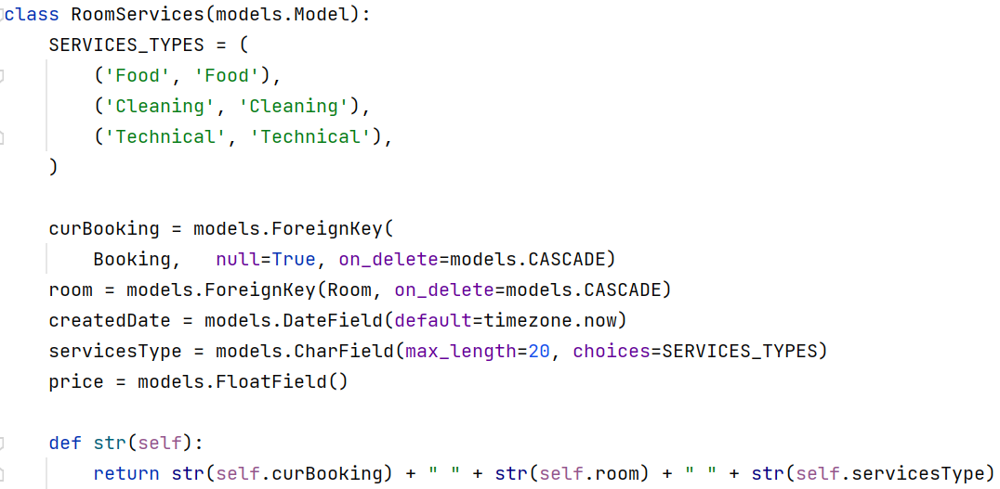 class RoomServices(models.Model):
    SERVICES_TYPES = (
        ('Food', 'Food'),
        ('Cleaning', 'Cleaning'),
        ('Technical', 'Technical'),
    )

    curBooking = models.ForeignKey(
        Booking,   null=True, on_delete=models.CASCADE)
    room = models.ForeignKey(Room, on_delete=models.CASCADE)
    createdDate = models.DateField(default=timezone.now)
    servicesType = models.CharField(max_length=20, choices=SERVICES_TYPES)
    price = models.FloatField()

    def str(self):
        return str(self.curBooking) + " " + str(self.room) + " " + str(self.servicesType)